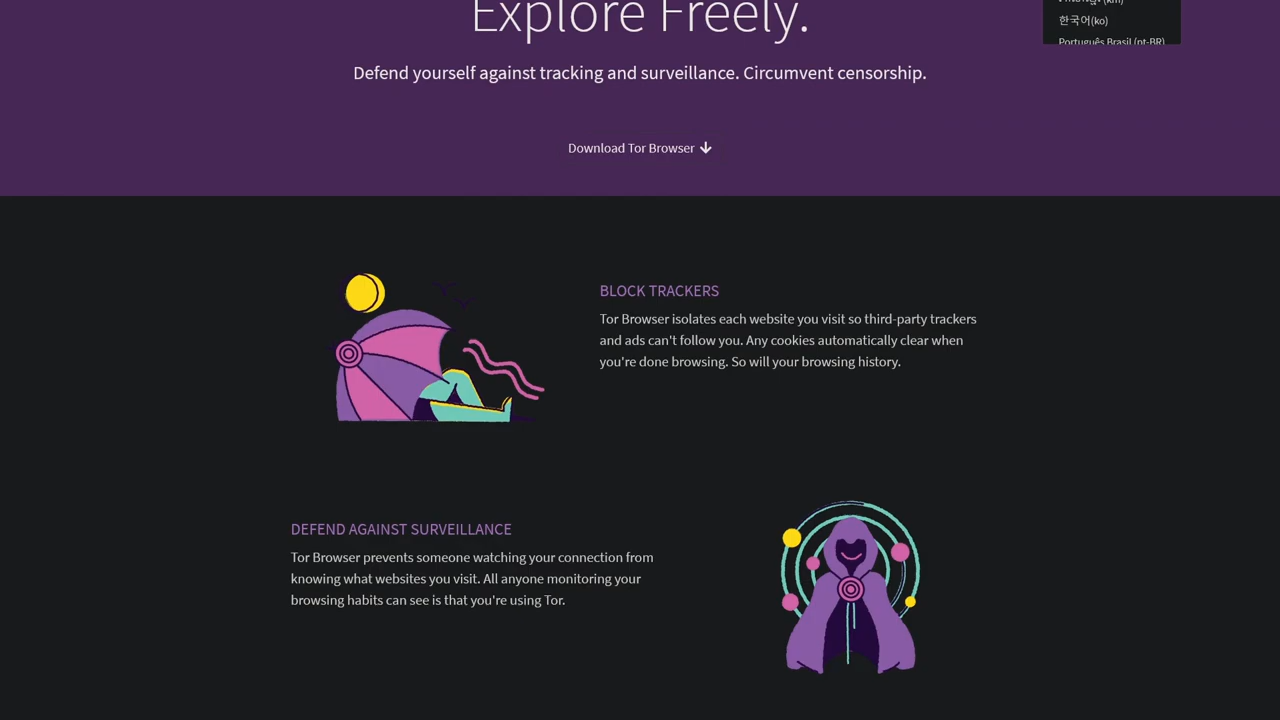 Explore Freely.
한국어(ko)
Português Brasil (pt-BR)
Defend yourself against tracking and surveillance. Circumvent censorship.
Download Tor Browser
BLOCK TRACKERS
Tor Browser isolates each website you visit so third-party trackers
and ads can't follow you. Any cookies automatically clear when
you're done browsing. So will your browsing history.
DEFEND AGAINST SURVEILLANCE
Tor Browser prevents someone watching your connection from
knowing what websites you visit. All anyone monitoring your
browsing habits can see is that you're using Tor.